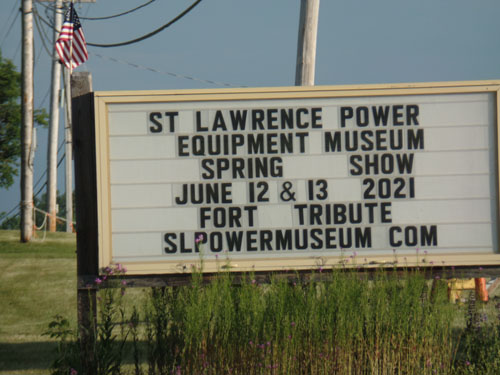 ST LAWRENCE POWER
EQUIPMENT MUSEUM
SPRING SHOW
JUNE 12 & 13 2021
FORT TRIBUTE
SLPOWERMUSEUM COM